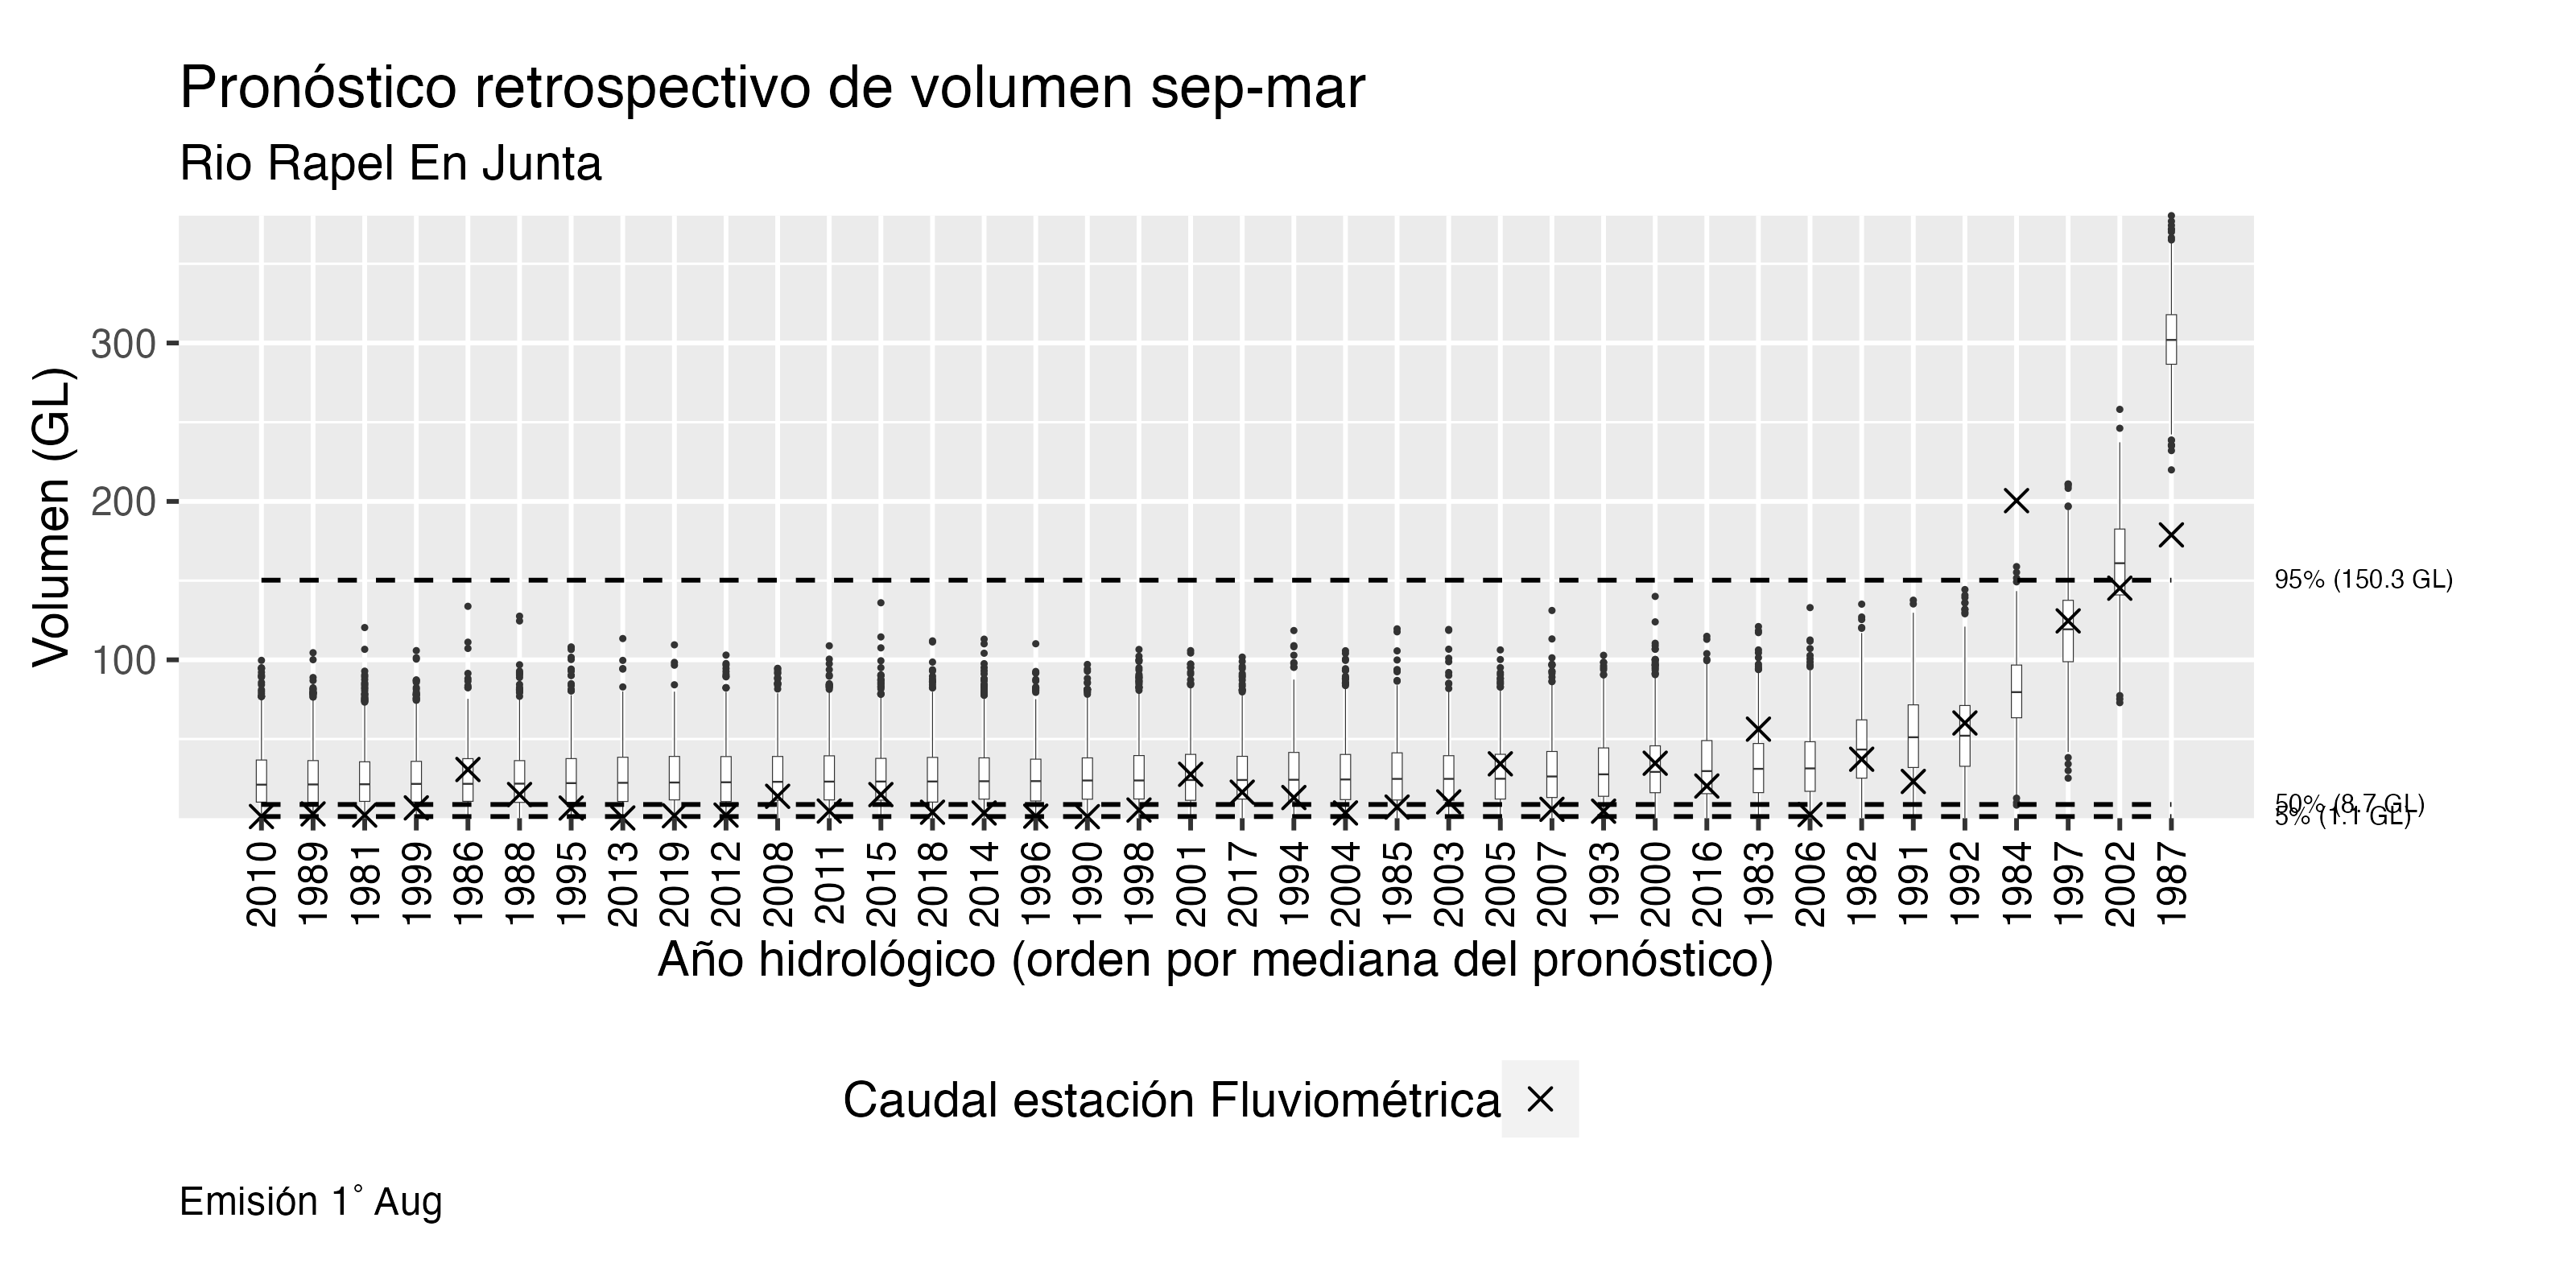 Pronóstico retrospectivo de volumen sep-mar
Rio Rapel En Junta
Volumen (GL)
300
200
100
95% (150.3 GL)
50% (8.7 GL)
5% (1.1 GL)
2010 1989 1981 1999 1986 1988 1995 2013 2019 2012 2008 2011 2015 2018 2014 1996 1990 1998 2001 2017 1994 2004 1985 2003 2005 2007 1993 2000 2016 1983 2006 1982 1991 1992 1984 1997 2002 1987
Año hidrológico (orden por mediana del pronóstico)
Caudal estación Fluviométrica
Emisión 1° Aug